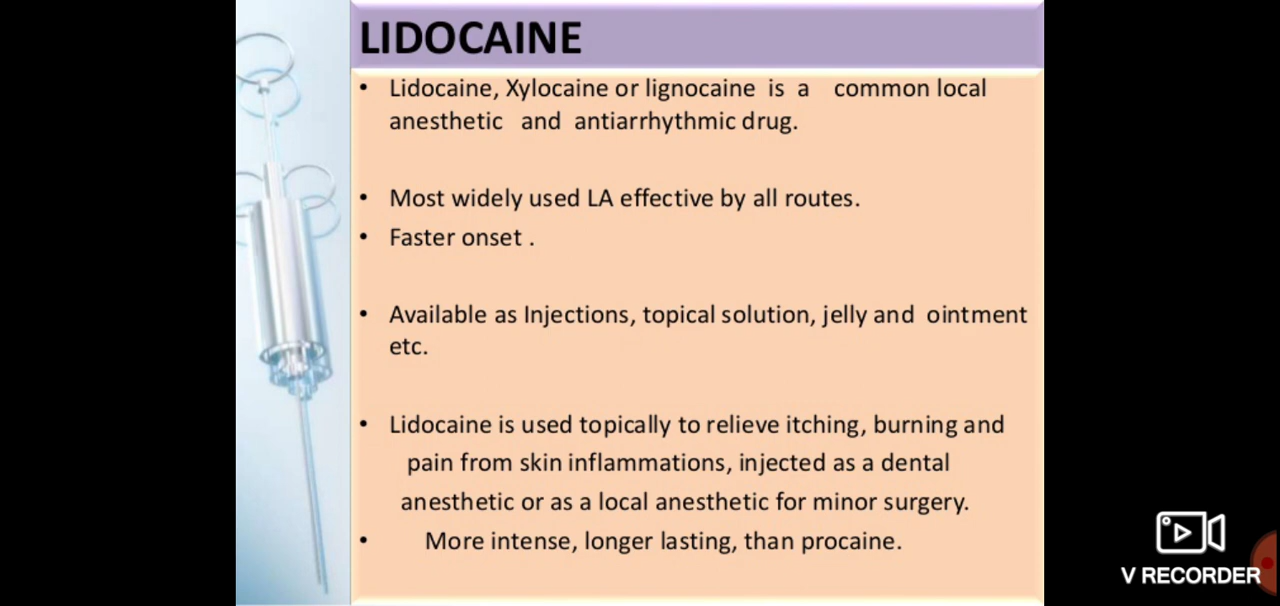 LIDOCAINE
• Lidocaine, Xylocaine or lignocaine is a common local
anesthetic and antiarrhythmic drug.
• Most widely used LA effective by all routes.
• Faster onset .
• Available as Injections, topical solution, jelly and ointment
etc.
• Lidocaine is used topically to relieve itching, burning and
pain from skin inflammations, injected as a dental
anesthetic or as a local anesthetic for minor surgery.
• More intense, longer lasting, than procaine.
V RECORDER